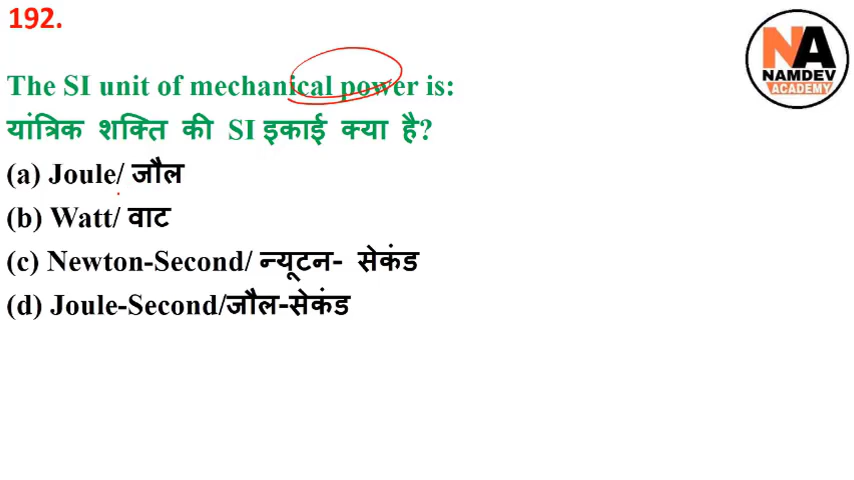 192.
NA
NAMDEV
ACADEMY
The SI unit of mechanical power is:
यांत्रिक शक्ति की SI इकाई क्या है?
(a) Joule/ जौल
(b) Watt/ वाट
(c) Newton-Second/ न्यूटन- सेकंड
(d) Joule-Second/जौल-सेकंड